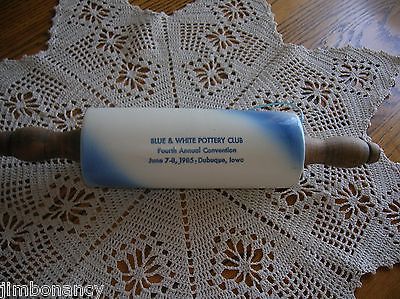 BLUE & WHITE POTTERY CLUB
Fourth Annual Convention
June 7-8, 1985; Dubuque, Iowa
jimbonancy